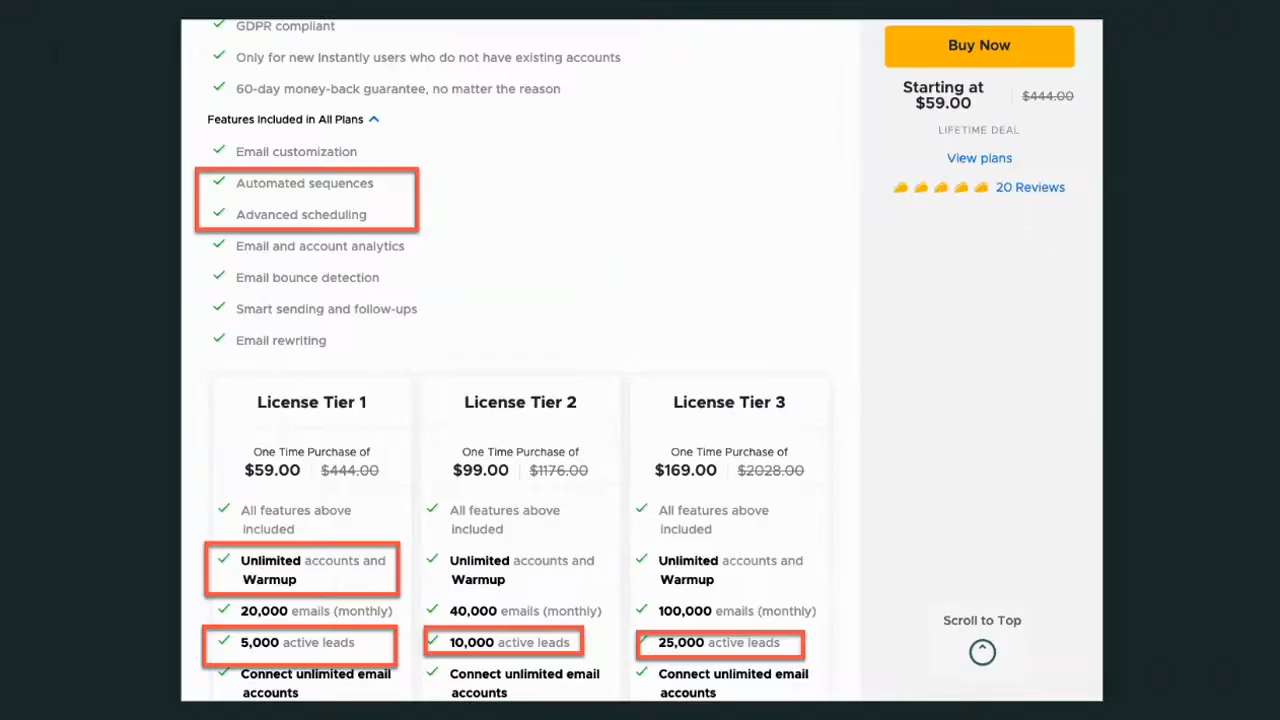 GDPR compliant
Only for new Instantly users who do not have existing accounts
60-day money-back guarantee, no matter the reason
Features Included in All Plans
Email customization
Automated sequences
Advanced scheduling
Email and account analytics
Email bounce detection
Smart sending and follow-ups
Email rewriting
Buy Now
Starting at
$59.00
$444.00
LIFETIME DEAL
View plans
20 Reviews
License Tier 1
One Time Purchase of
$59.00 $444.00
All features above
included
Unlimited accounts and
Warmup
20,000 emails (monthly)
5,000 active leads
Connect unlimited email
accounts
License Tier 2
One Time Purchase of
$99.00 $1176.00
All features above
included
Unlimited accounts and
Warmup
40,000 emails (monthly)
10,000 active leads
Connect unlimited email
accounts
License Tier 3
One Time Purchase of
$169.00 $2028.00
All features above
included
Unlimited accounts and
Warmup
100,000 emails (monthly)
25,000 active leads
Connect unlimited email
accounts
Scroll to Top